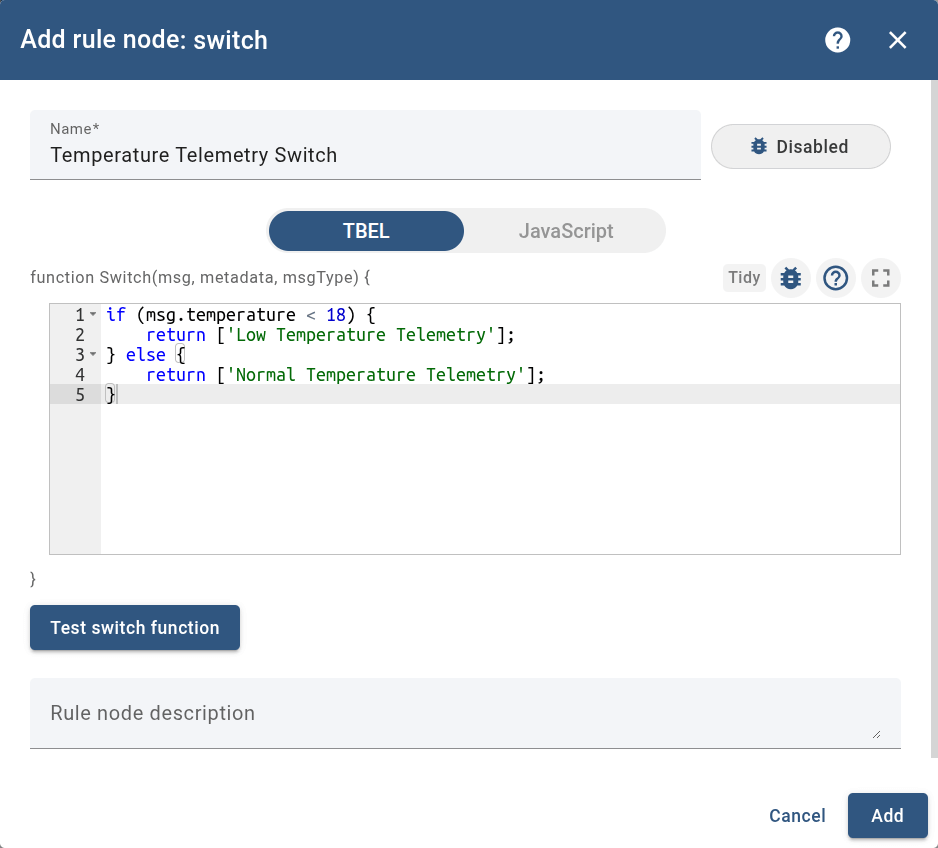 Add rule node: switch
Name*
Temperature Telemetry Switch
Disabled
TBEL
JavaScript
function Switch(msg, metadata, msgType) {
Tidy
1 if (msg.temperature < 18) {
2     return ['Low Temperature Telemetry'];
3 } else {
4     return ['Normal Temperature Telemetry'];
5 }
}
Test switch function
Rule node description
Cancel
Add